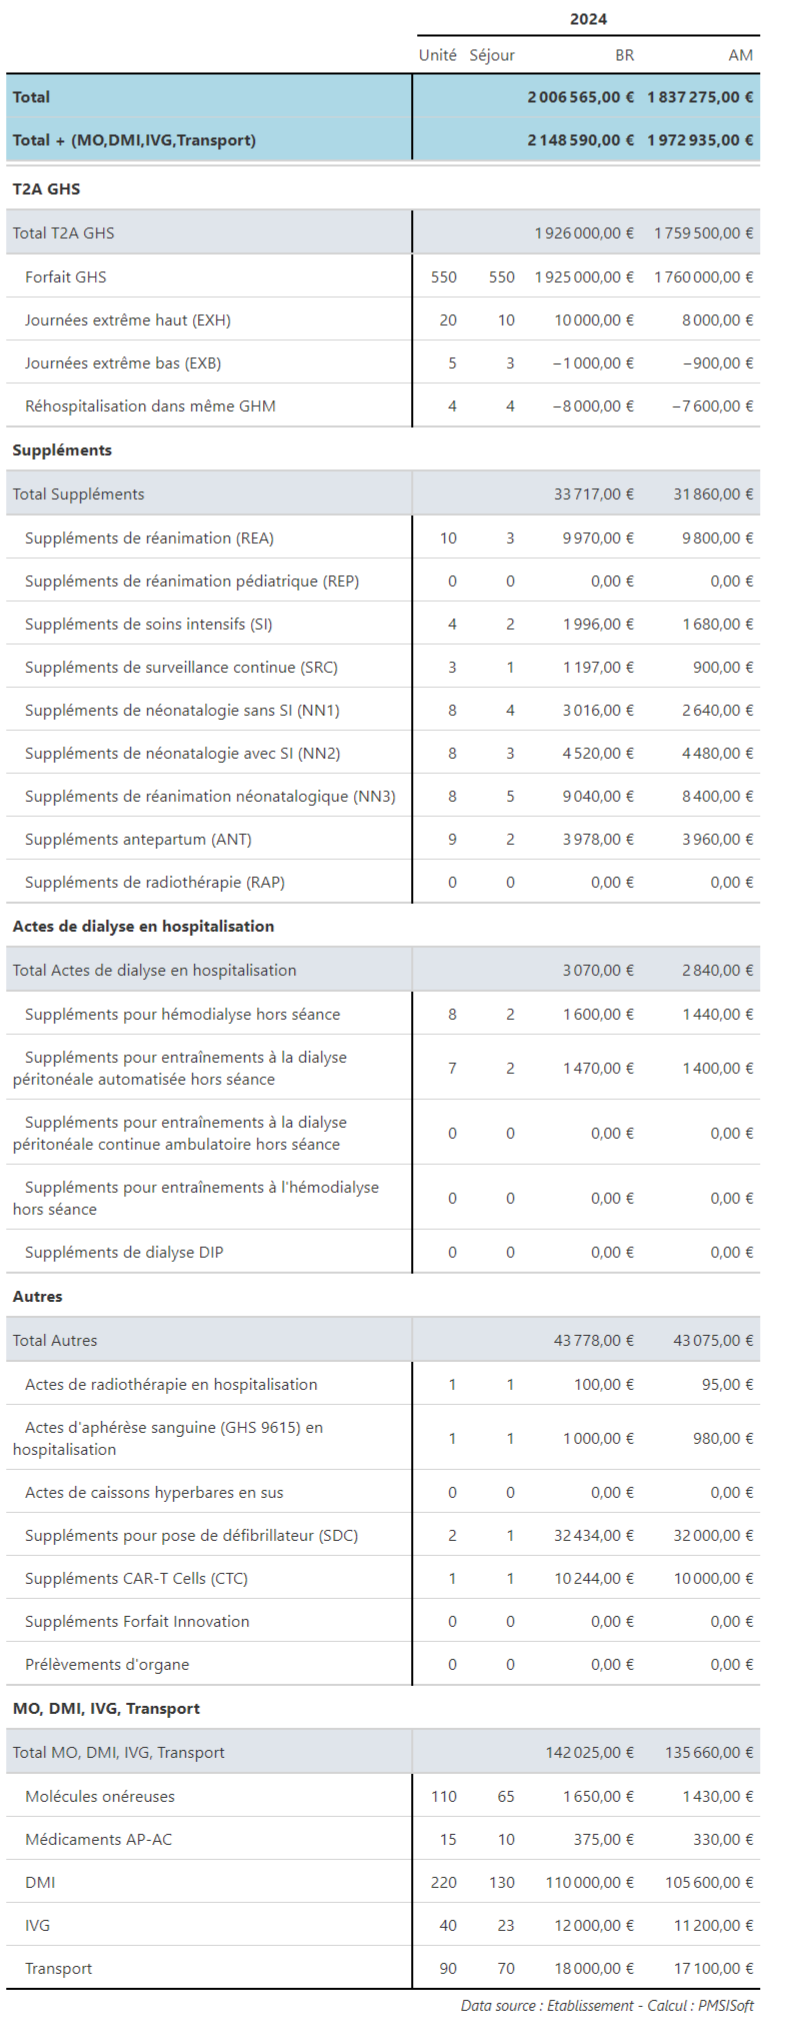 2024
Unité Séjour BR AM
Total 2 006 565,00 € 1 837 275,00 €
Total + (MO,DMI,IVG,Transport) 2 148 590,00 € 1 972 935,00 €
T2A GHS
Total T2A GHS 1 926 000,00 € 1 759 500,00 €
Forfait GHS 550 550 1 925 000,00 € 1 760 000,00 €
Journées extrême haut (EXH) 20 10 10 000,00 € 8 000,00 €
Journées extrême bas (EXB) 5 3 −1 000,00 € −900,00 €
Réhospitalisation dans même GHM 4 4 −8 000,00 € −7 600,00 €
Suppléments
Total Suppléments 33 717,00 € 31 860,00 €
Suppléments de réanimation (REA) 10 3 9 970,00 € 9 800,00 €
Suppléments de réanimation pédiatrique (REP) 0 0 0,00 € 0,00 €
Suppléments de soins intensifs (SI) 4 2 1 996,00 € 1 680,00 €
Suppléments de surveillance continue (SRC) 3 1 1 197,00 € 900,00 €
Suppléments de néonatalogie sans SI (NN1) 8 4 3 016,00 € 2 640,00 €
Suppléments de néonatalogie avec SI (NN2) 8 3 4 520,00 € 4 480,00 €
Suppléments de réanimation néonatalogique (NN3) 8 5 9 040,00 € 8 400,00 €
Suppléments antepartum (ANT) 9 2 3 978,00 € 3 960,00 €
Suppléments de radiothérapie (RAP) 0 0 0,00 € 0,00 €
Actes de dialyse en hospitalisation
Total Actes de dialyse en hospitalisation 3 070,00 € 2 840,00 €
Suppléments pour hémodialyse hors séance 8 2 1 600,00 € 1 440,00 €
Suppléments pour entraînements à la dialyse
péritonéale automatisée hors séance 7 2 1 470,00 € 1 400,00 €
Suppléments pour entraînements à la dialyse
péritonéale continue ambulatoire hors séance 0 0 0,00 € 0,00 €
Suppléments pour entraînements à l'hémodialyse
hors séance 0 0 0,00 € 0,00 €
Suppléments de dialyse DIP 0 0 0,00 € 0,00 €
Autres
Total Autres 43 778,00 € 43 075,00 €
Actes de radiothérapie en hospitalisation 1 1 100,00 € 95,00 €
Actes d'aphérèse sanguine (GHS 9615) en
hospitalisation 1 1 1 000,00 € 980,00 €
Actes de caissons hyperbares en sus 0 0 0,00 € 0,00 €
Suppléments pour pose de défibrillateur (SDC) 2 1 32 434,00 € 32 000,00 €
Suppléments CAR-T Cells (CTC) 1 1 10 244,00 € 10 000,00 €
Suppléments Forfait Innovation 0 0 0,00 € 0,00 €
Prélèvements d'organe 0 0 0,00 € 0,00 €
MO, DMI, IVG, Transport
Total MO, DMI, IVG, Transport 142 025,00 € 135 660,00 €
Molécules onéreuses 110 65 1 650,00 € 1 430,00 €
Médicaments AP-AC 15 10 375,00 € 330,00 €
DMI 220 130 110 000,00 € 105 600,00 €
IVG 40 23 12 000,00 € 11 200,00 €
Transport 90 70 18 000,00 € 17 100,00 €
Data source : Etablissement - Calcul : PMSISoft